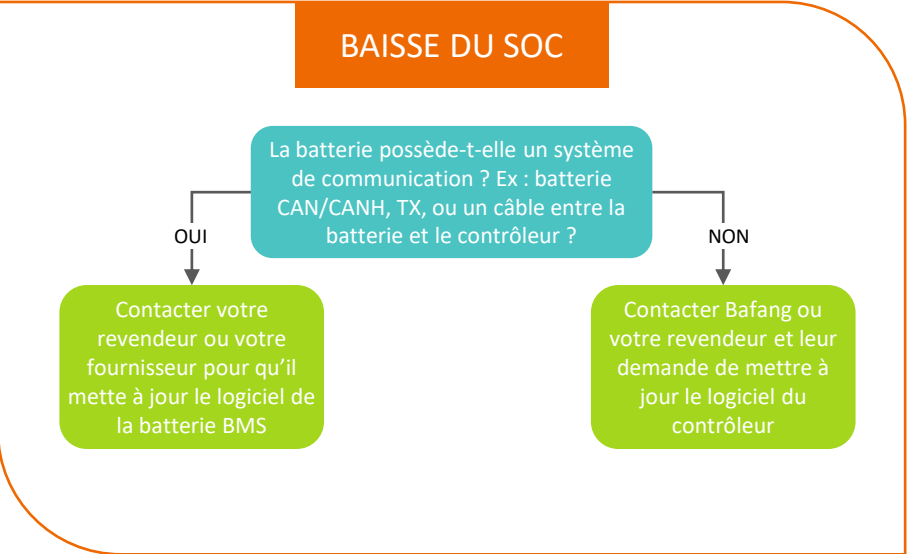 BAISSE DU SOC
La batterie possède-t-elle un système
de communication ? Ex : batterie
CAN/CANH, TX, ou un câble entre la
batterie et le contrôleur ?
OUI
NON
Contacter votre
revendeur ou votre
fournisseur pour qu’il
mette à jour le logiciel de
la batterie BMS
Contacter Bafang ou
votre revendeur et leur
demande de mettre à
jour le logiciel du
contrôleur